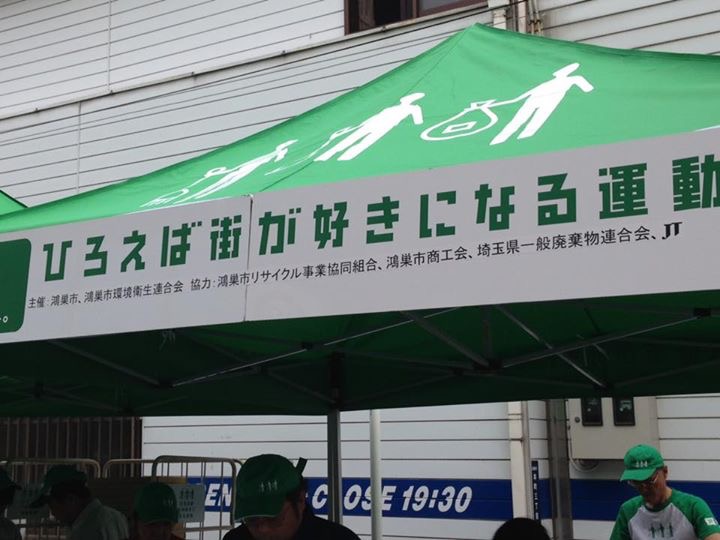 ひろえば街が好きになる運動
主催：鴻巣市、鴻巣市環境衛生連合会 協力：鴻巣市リサイクル事業協同組合、鴻巣市商工会、埼玉県一般廃棄物連合会、JT
CLOSE 19:30